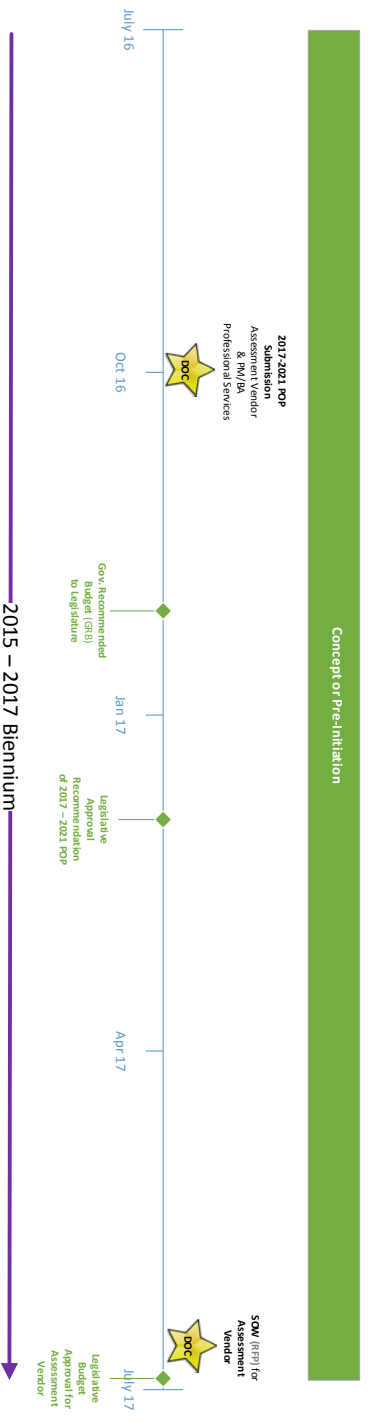 Concept or Pre-Initiation
2017-2021 POP
Submission
Assessment Vendor
& PM/BA
Professional Services
SOW (RFP) for
Assessment
Vendor
DOC
DOC
July 16
Oct 16
Jan 17
Apr 17
July 17
Gov. Recommended
Budget (GRB)
to Legislature
Legislative
Approval
Recommendation
of 2017 – 2021 POP
Legislative
Budget
Approval for
Assessment
Vendor
2015 – 2017 Biennium